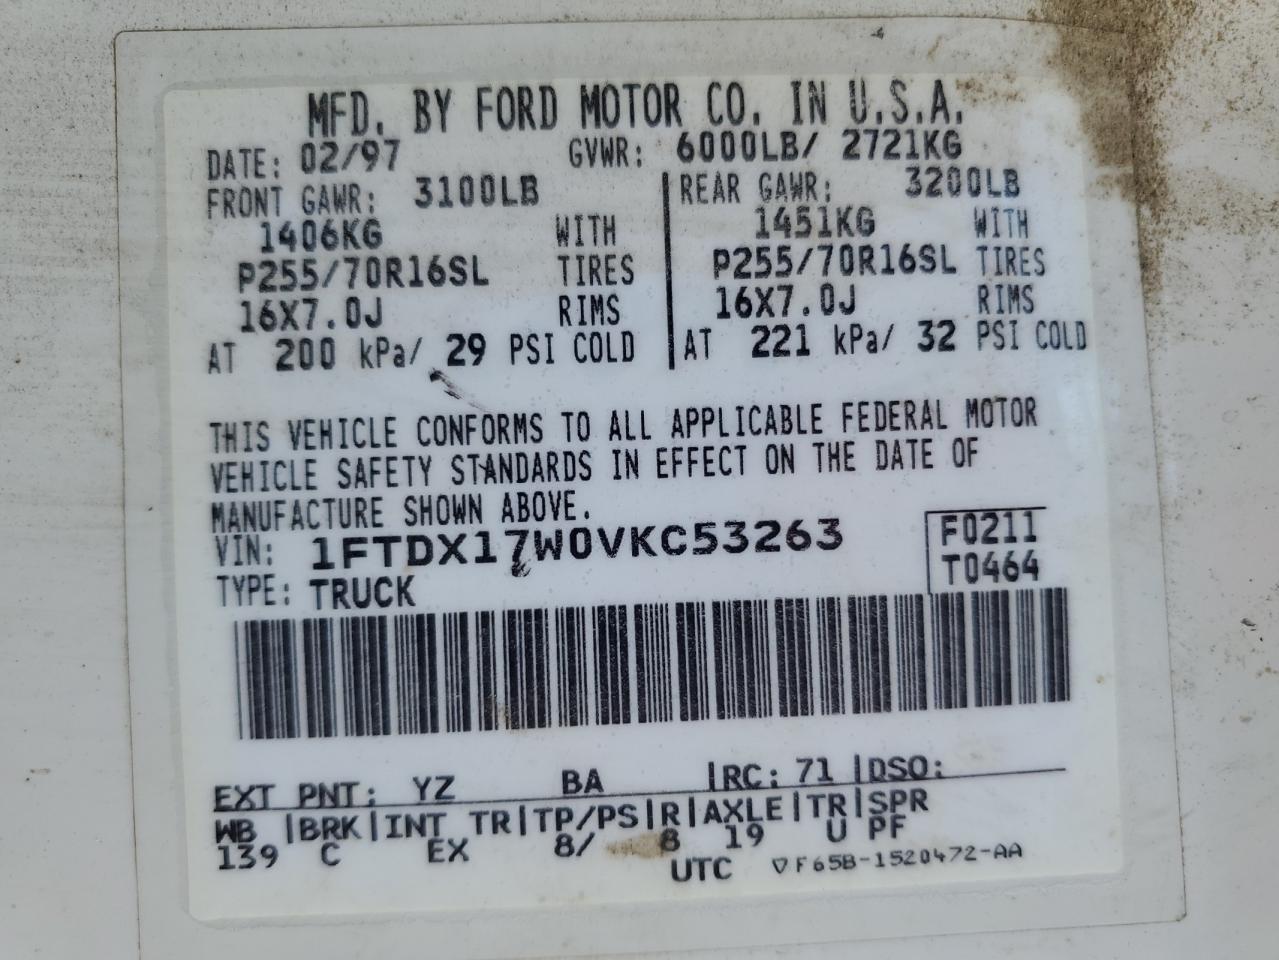 MFD. BY FORD MOTOR CO. IN U.S.A.
DATE: 02/97 GVWR: 6000LB/ 2721KG
FRONT GAWR: 3100LB REAR GAWR: 3200LB
1406KG WITH 1451KG WITH
P255/70R16SL TIRES P255/70R16SL TIRES
16X7.0J RIMS 16X7.0J RIMS
AT 200 kPa/ 29 PSI COLD AT 221 kPa/ 32 PSI COLD
THIS VEHICLE CONFORMS TO ALL APPLICABLE FEDERAL MOTOR
VEHICLE SAFETY STANDARDS IN EFFECT ON THE DATE OF
MANUFACTURE SHOWN ABOVE.
VIN: 1FTDX17W0VKC53263 F0211
TYPE: TRUCK T0464
EXT PNT: YZ BA |RC: 71 |DSO:
WB |BRK|INT TR|TP/PS|R|AXLE|TR|SPR
139 C EX 8/ 8 19 U PF
UTC ▽F65B-1520472-AA